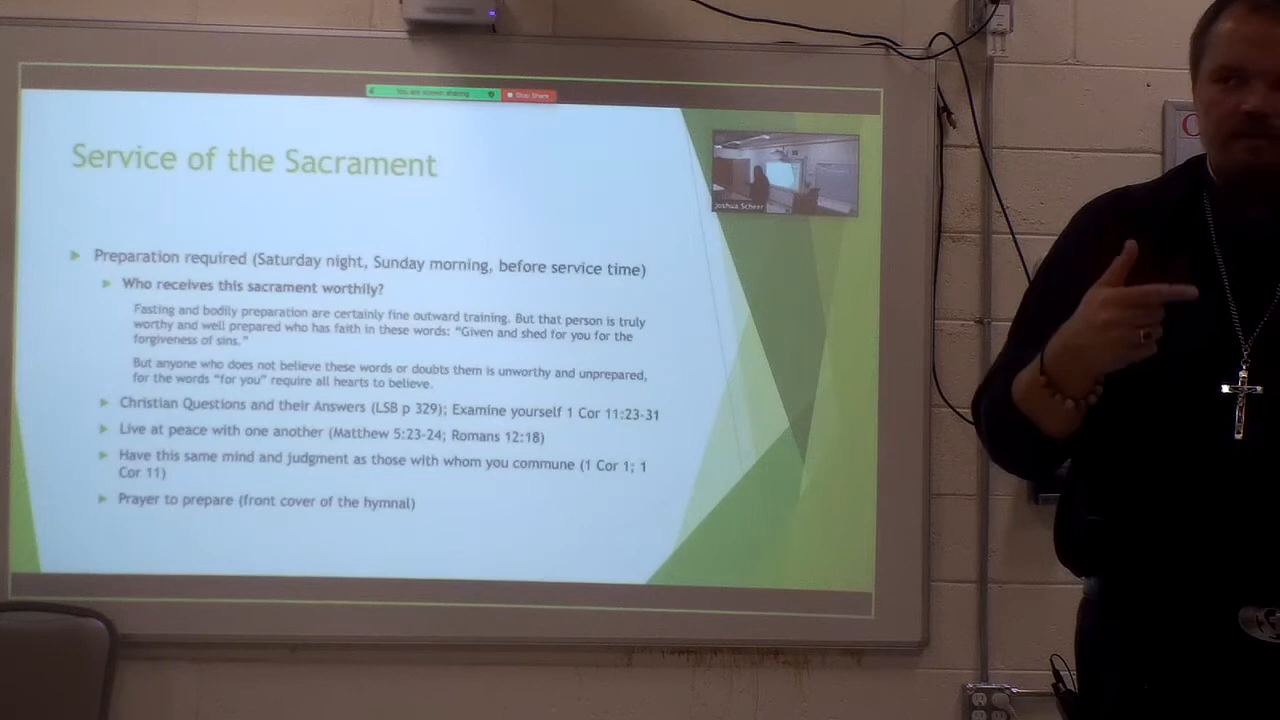 You are screen sharing
Stop Share
Service of the Sacrament
Joshua Scheer
Preparation required (Saturday night, Sunday morning, before service time)
Who receives this sacrament worthily?
Fasting and bodily preparation are certainly fine outward training. But that person is truly
worthy and well prepared who has faith in these words: "Given and shed for you for the
forgiveness of sins."
But anyone who does not believe these words or doubts them is unworthy and unprepared,
for the words "for you" require all hearts to believe.
Christian Questions and their Answers (LSB p 329); Examine yourself 1 Cor 11:23-31
Live at peace with one another (Matthew 5:23-24; Romans 12:18)
Have this same mind and judgment as those with whom you commune (1 Cor 1; 1
Cor 11)
Prayer to prepare (front cover of the hymnal)